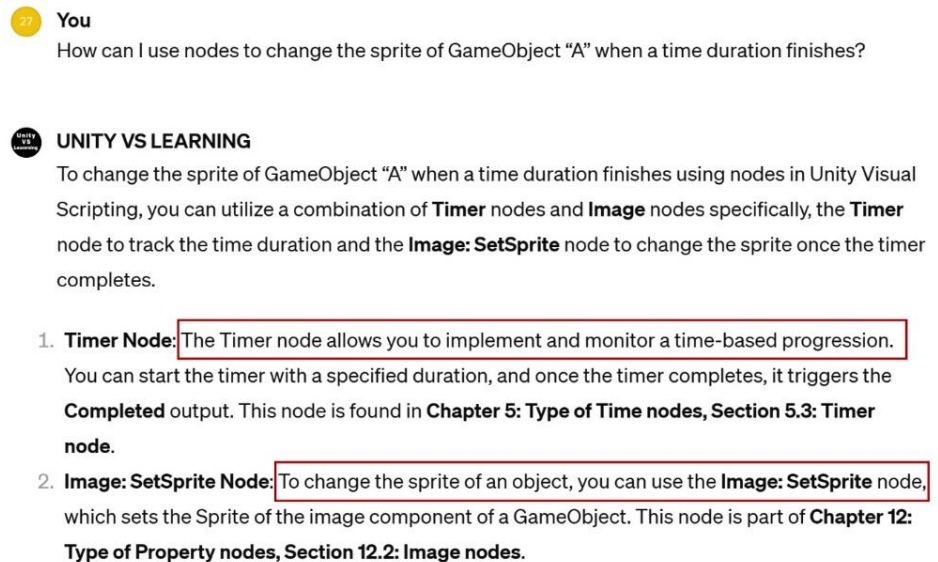 27
You
How can I use nodes to change the sprite of GameObject “A” when a time duration finishes?
Unity
VS
Learning
UNITY VS LEARNING
To change the sprite of GameObject “A” when a time duration finishes using nodes in Unity Visual
Scripting, you can utilize a combination of Timer nodes and Image nodes specifically, the Timer
node to track the time duration and the Image: SetSprite node to change the sprite once the timer
completes.
1. Timer Node: The Timer node allows you to implement and monitor a time-based progression.
You can start the timer with a specified duration, and once the timer completes, it triggers the
Completed output. This node is found in Chapter 5: Type of Time nodes, Section 5.3: Timer
node.
2. Image: SetSprite Node: To change the sprite of an object, you can use the Image: SetSprite node,
which sets the Sprite of the image component of a GameObject. This node is part of Chapter 12:
Type of Property nodes, Section 12.2: Image nodes.